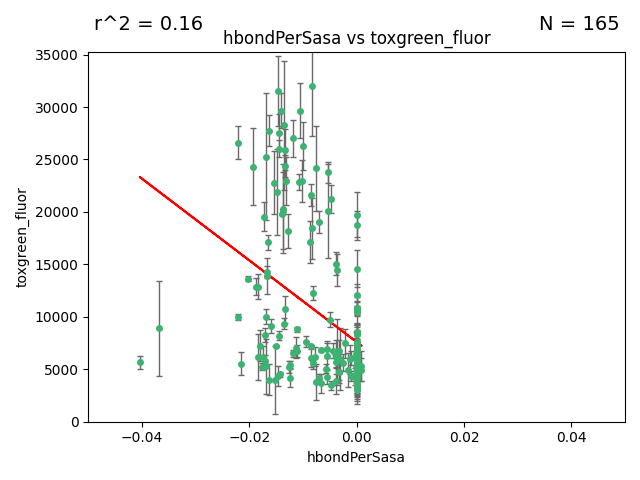 r^2 = 0.16
N = 165
hbondPerSasa vs toxgreen_fluor
35000
30000
25000
20000
15000
10000
5000
0
toxgreen_fluor
−0.04
−0.02
0.00
0.02
0.04
hbondPerSasa